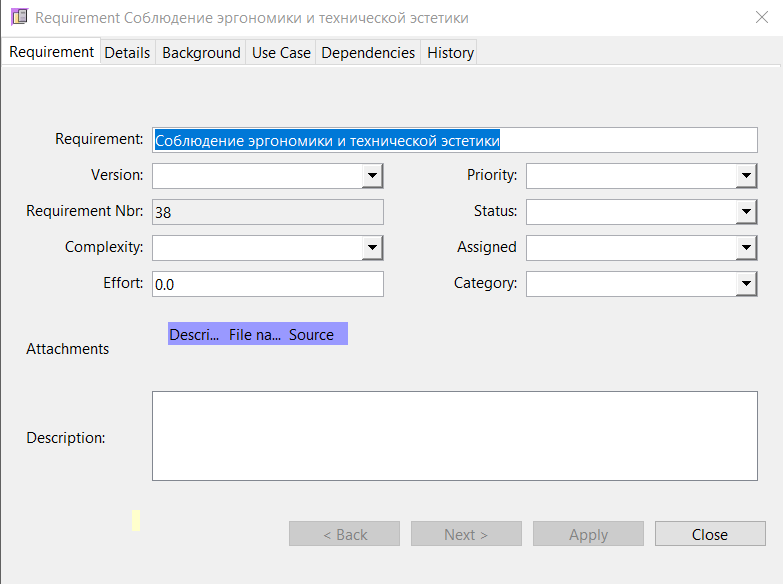 Requirement Соблюдение эргономики и технической эстетики
Requirement Details Background Use Case Dependencies History
Requirement: Соблюдение эргономики и технической эстетики
Version: Priority:
Requirement Nbr: 38 Status:
Complexity: Assigned
Effort: 0.0 Category:
Descri... File na... Source
Attachments
Description:
< Back Next > Apply Close